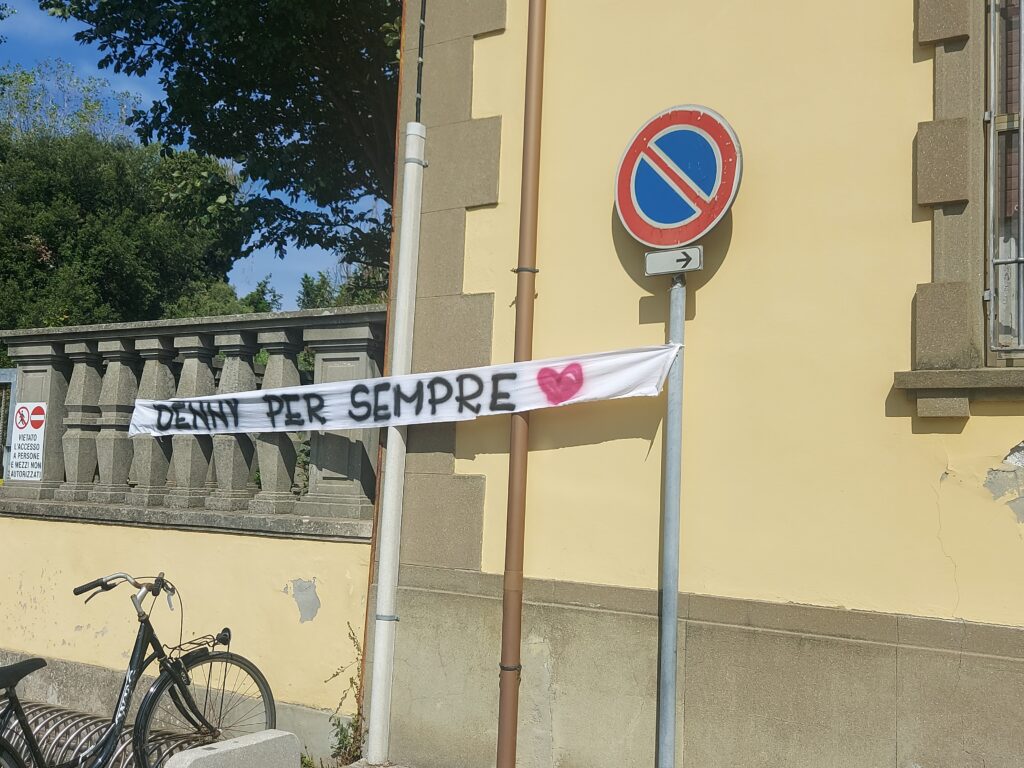 DENNY PER SEMPRE
VIETATO
L'ACCESSO
A PERSONE
E MEZZI NON
AUTORIZZATI